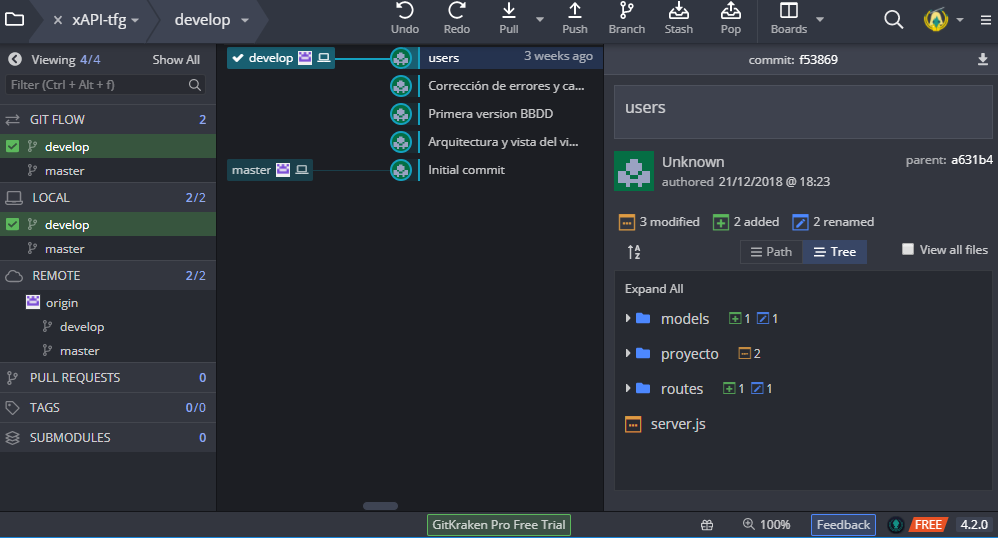 xAPI-tfg develop Undo Redo Pull Push Branch Stash Pop Boards
Viewing 4/4 Show All
Filter (Ctrl + Alt + f)
GIT FLOW 2
develop
master
LOCAL 2/2
develop
master
REMOTE 2/2
origin
develop
master
PULL REQUESTS 0
TAGS 0/0
SUBMODULES 0
develop users 3 weeks ago
Corrección de errores y ca...
Primera version BBDD
Arquitectura y vista del vi...
master Initial commit
commit: f53869
users
Unknown parent: a631b4
authored 21/12/2018 @ 18:23
3 modified 2 added 2 renamed
A Z Path Tree View all files
Expand All
models 1 1
proyecto 2
routes 1 1
server.js
GitKraken Pro Free Trial 100% Feedback FREE 4.2.0